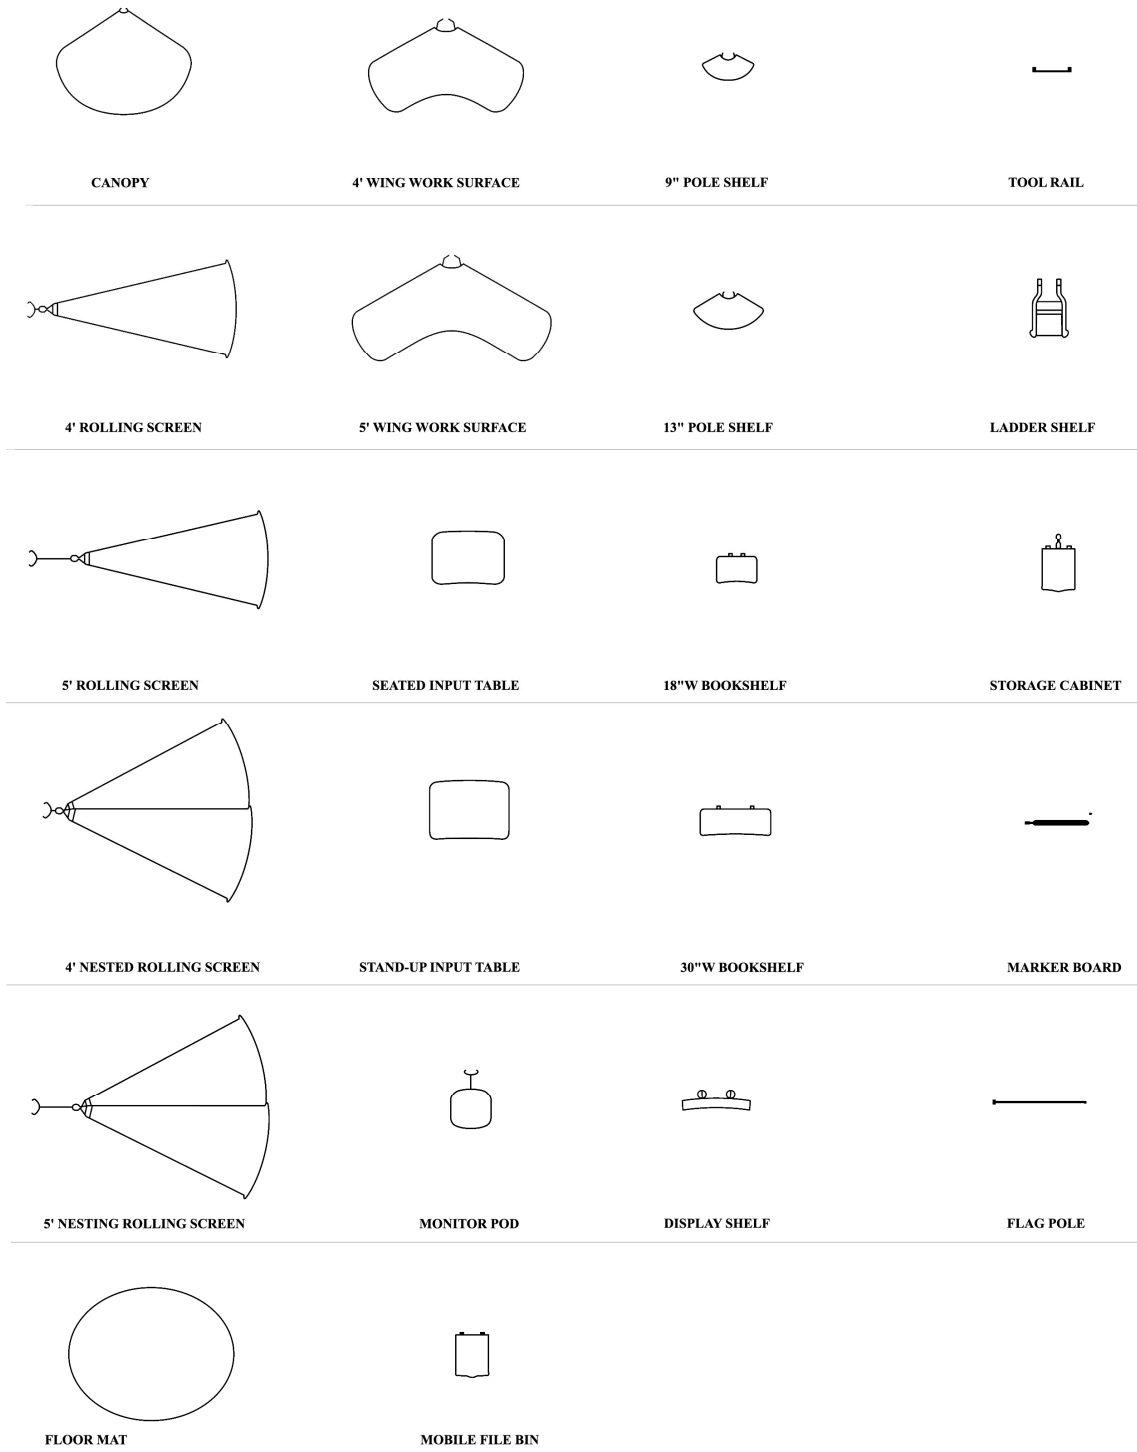 CANOPY
4' WING WORK SURFACE
9" POLE SHELF
TOOL RAIL
4' ROLLING SCREEN
5' WING WORK SURFACE
13" POLE SHELF
LADDER SHELF
5' ROLLING SCREEN
SEATED INPUT TABLE
18"W BOOKSHELF
STORAGE CABINET
4' NESTED ROLLING SCREEN
STAND-UP INPUT TABLE
30"W BOOKSHELF
MARKER BOARD
5' NESTING ROLLING SCREEN
MONITOR POD
DISPLAY SHELF
FLAG POLE
FLOOR MAT
MOBILE FILE BIN